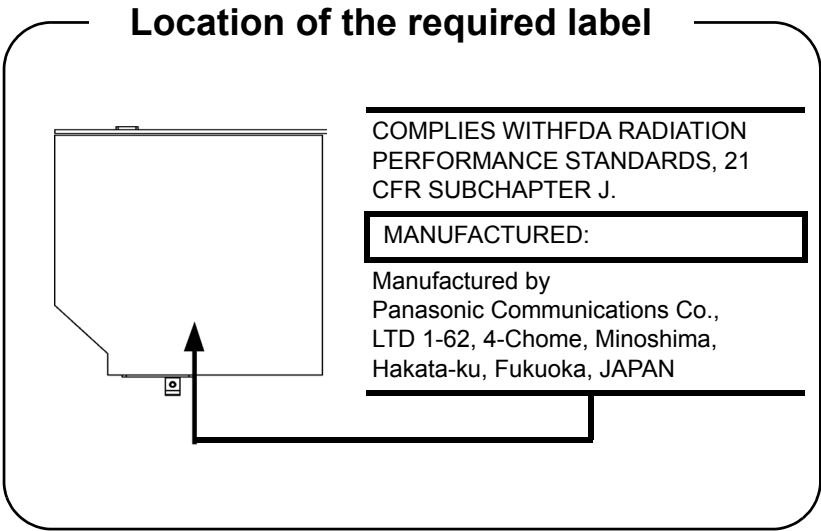 Location of the required label
COMPLIES WITHFDA RADIATION
PERFORMANCE STANDARDS, 21
CFR SUBCHAPTER J.
MANUFACTURED:
Manufactured by
Panasonic Communications Co.,
LTD 1-62, 4-Chome, Minoshima,
Hakata-ku, Fukuoka, JAPAN